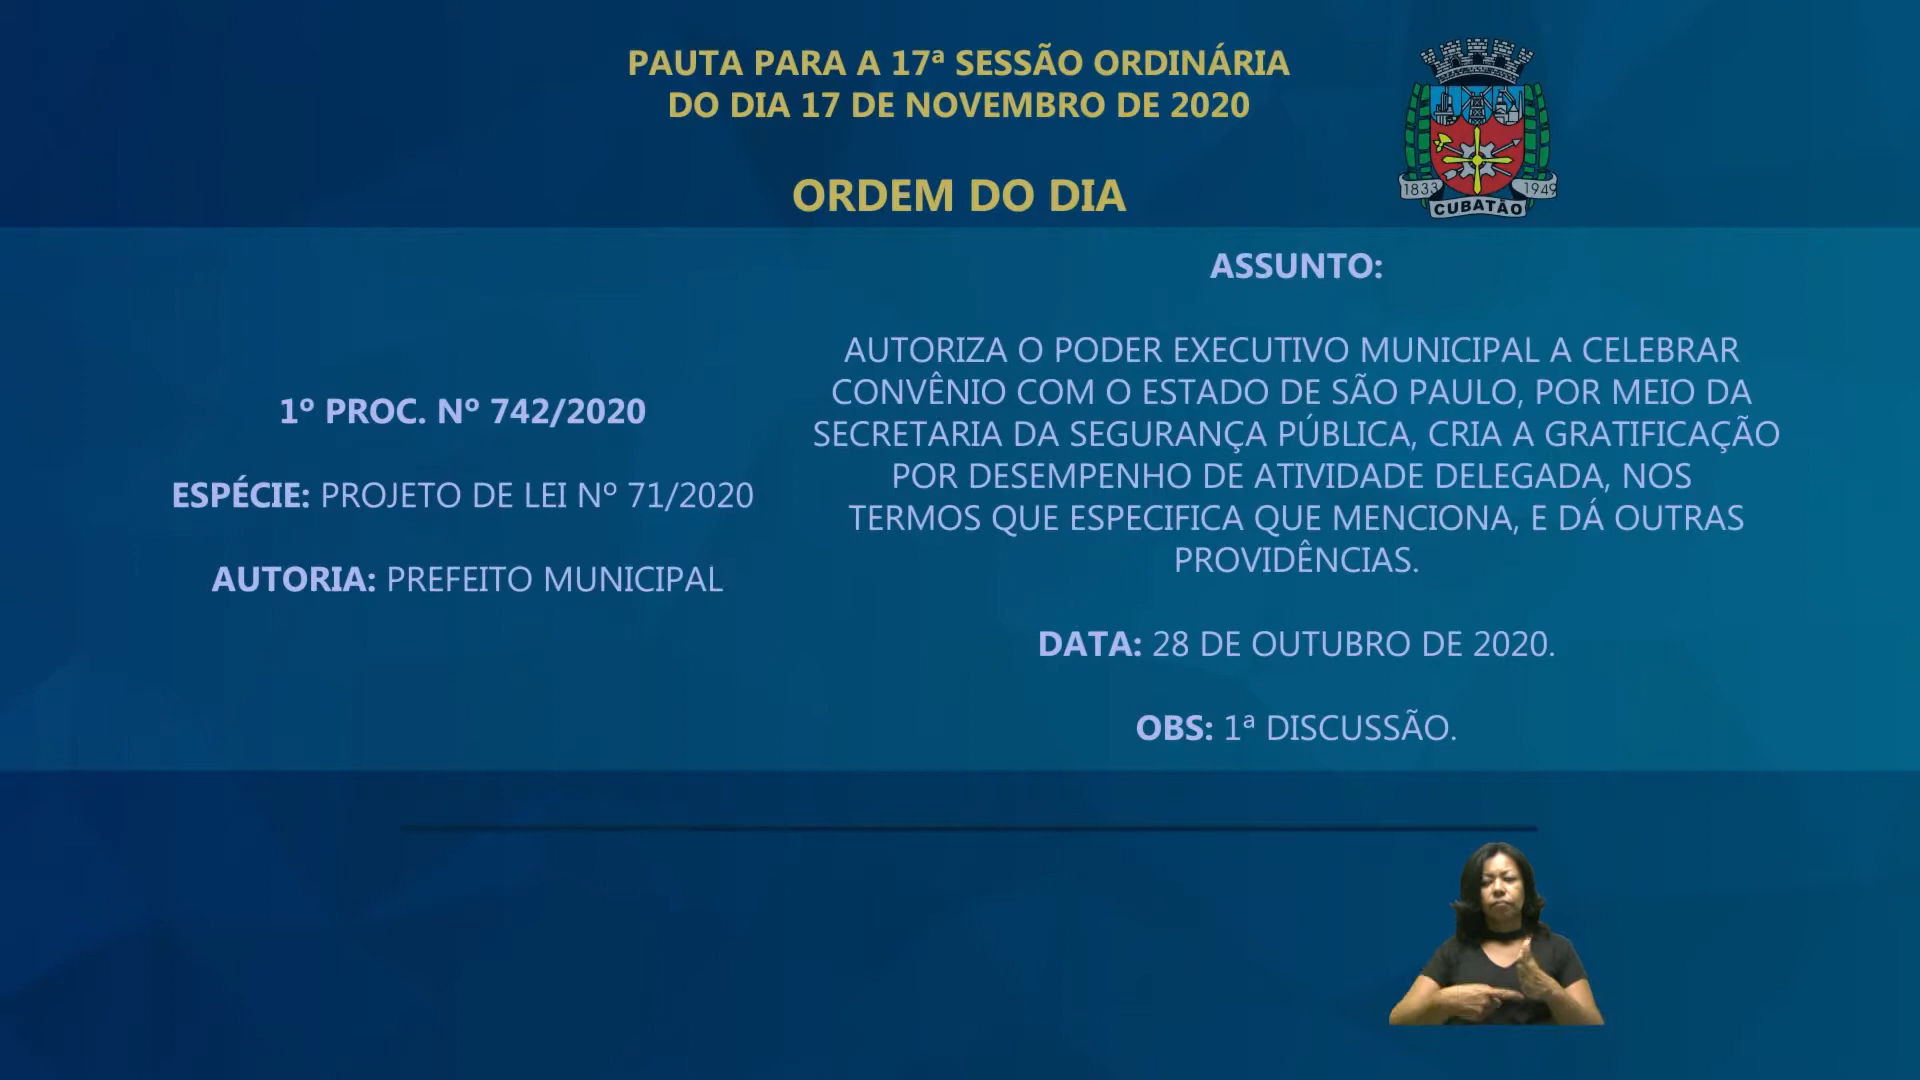 PAUTA PARA A 17ª SESSÃO ORDINÁRIA
DO DIA 17 DE NOVEMBRO DE 2020
ORDEM DO DIA
1833
1949
CUBATÃO
1º PROC. Nº 742/2020
ESPÉCIE: PROJETO DE LEI Nº 71/2020
AUTORIA: PREFEITO MUNICIPAL
ASSUNTO:
AUTORIZA O PODER EXECUTIVO MUNICIPAL A CELEBRAR
CONVÊNIO COM O ESTADO DE SÃO PAULO, POR MEIO DA
SECRETARIA DA SEGURANÇA PÚBLICA, CRIA A GRATIFICAÇÃO
POR DESEMPENHO DE ATIVIDADE DELEGADA, NOS
TERMOS QUE ESPECIFICA QUE MENCIONA, E DÁ OUTRAS
PROVIDÊNCIAS.
DATA: 28 DE OUTUBRO DE 2020.
OBS: 1ª DISCUSSÃO.